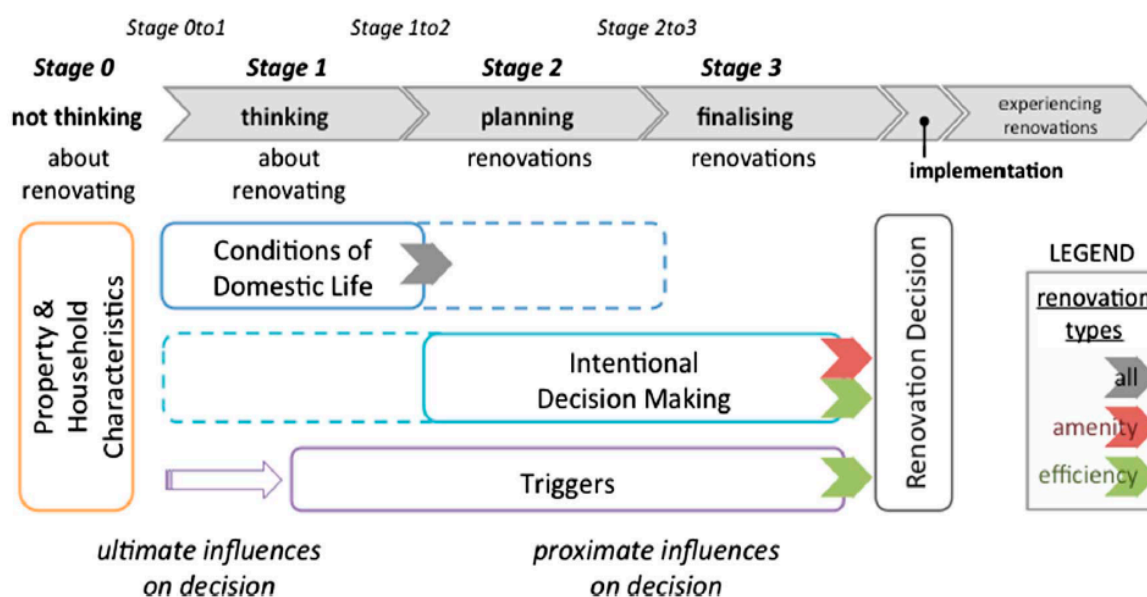 Stage 0to1
Stage 1to2
Stage 2to3
Stage 0
Stage 1
Stage 2
Stage 3
not thinking
about
renovating
thinking
about
renovating
planning
renovations
finalising
renovations
experiencing
renovations
implementation
Property &
Household
Characteristics
Conditions of
Domestic Life
Intentional
Decision Making
Triggers
Renovation Decision
LEGEND
renovation
types
all
amenity
efficiency
ultimate influences
on decision
proximate influences
on decision